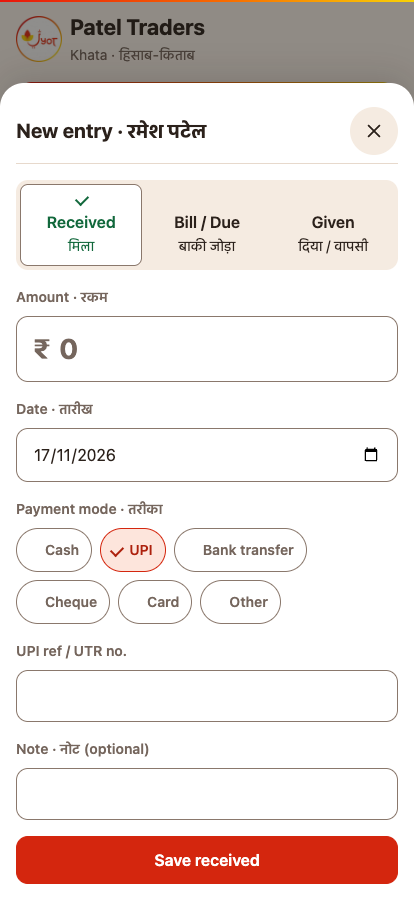 Jyot
Patel Traders
Khata · हिसाब-किताब
New entry · रमेश पटेल
Received
मिला
Bill / Due
बाकी जोड़ा
Given
दिया / वापसी
Amount · रकम
₹ 0
Date · तारीख
17/11/2026
Payment mode · तरीका
Cash
UPI
Bank transfer
Cheque
Card
Other
UPI ref / UTR no.
Note · नोट (optional)
Save received